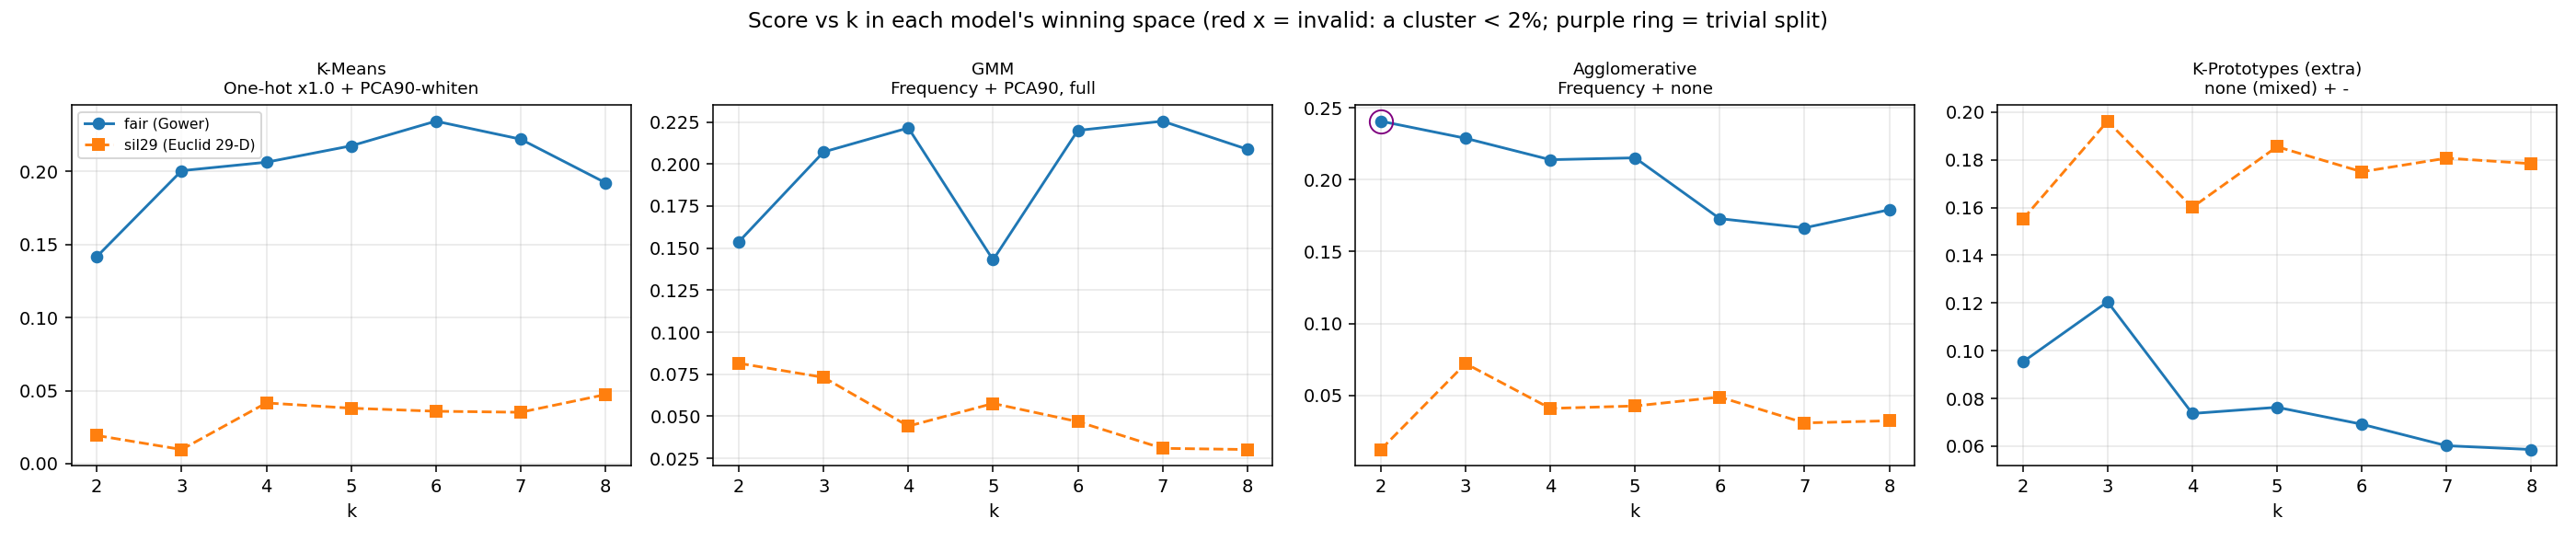 Score vs k in each model's winning space (red x = invalid: a cluster < 2%; purple ring = trivial split)
K-Means
One-hot x1.0 + PCA90-whiten
fair (Gower)
sil29 (Euclid 29-D)
0.20
0.15
0.10
0.05
0.00
2 3 4 5 6 7 8
k
GMM
Frequency + PCA90, full
0.225
0.200
0.175
0.150
0.125
0.100
0.075
0.050
0.025
2 3 4 5 6 7 8
k
Agglomerative
Frequency + none
0.25
0.20
0.15
0.10
0.05
2 3 4 5 6 7 8
k
K-Prototypes (extra)
none (mixed) + -
0.20
0.18
0.16
0.14
0.12
0.10
0.08
0.06
2 3 4 5 6 7 8
k